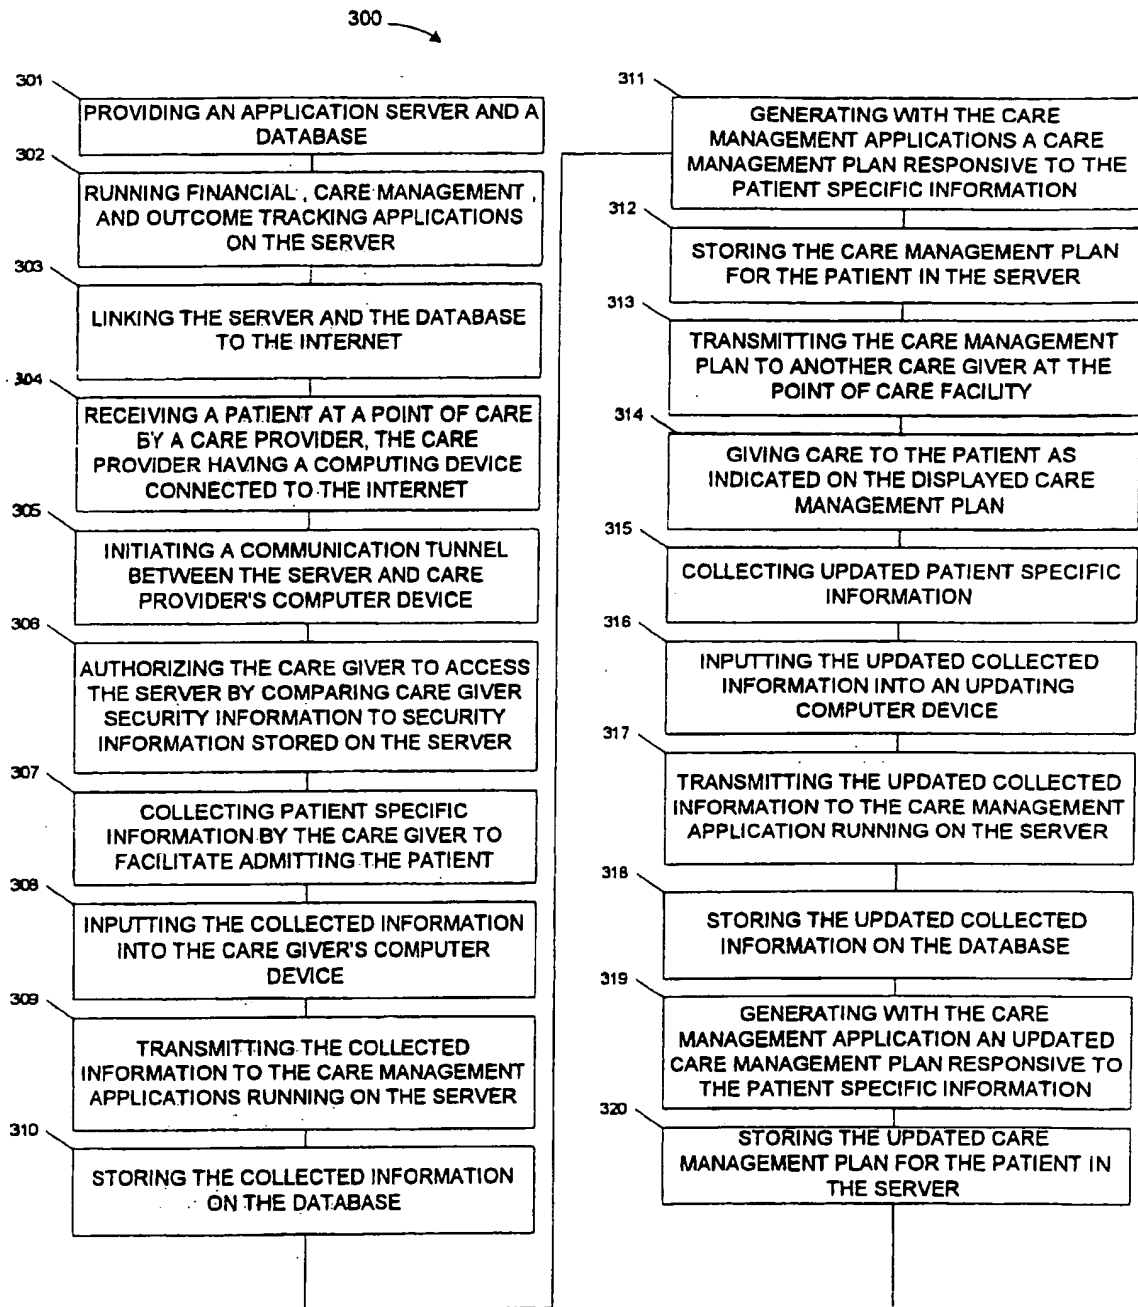 300
301
PROVIDING AN APPLICATION SERVER AND A
DATABASE
302
RUNNING FINANCIAL, CARE MANAGEMENT,
AND OUTCOME TRACKING APPLICATIONS
ON THE SERVER
303
LINKING THE SERVER AND THE DATABASE
TO THE INTERNET
304
RECEIVING A PATIENT AT A POINT OF CARE
BY A CARE PROVIDER, THE CARE
PROVIDER HAVING A COMPUTING DEVICE
CONNECTED TO THE INTERNET
305
INITIATING A COMMUNICATION TUNNEL
BETWEEN THE SERVER AND CARE
PROVIDER'S COMPUTER DEVICE
306
AUTHORIZING THE CARE GIVER TO ACCESS
THE SERVER BY COMPARING CARE GIVER
SECURITY INFORMATION TO SECURITY
INFORMATION STORED ON THE SERVER
307
COLLECTING PATIENT SPECIFIC
INFORMATION BY THE CARE GIVER TO
FACILITATE ADMITTING THE PATIENT
308
INPUTTING THE COLLECTED INFORMATION
INTO THE CARE GIVER'S COMPUTER
DEVICE
309
TRANSMITTING THE COLLECTED
INFORMATION TO THE CARE MANAGEMENT
APPLICATIONS RUNNING ON THE SERVER
310
STORING THE COLLECTED INFORMATION
ON THE DATABASE
311
GENERATING WITH THE CARE
MANAGEMENT APPLICATIONS A CARE
MANAGEMENT PLAN RESPONSIVE TO THE
PATIENT SPECIFIC INFORMATION
312
STORING THE CARE MANAGEMENT PLAN
FOR THE PATIENT IN THE SERVER
313
TRANSMITTING THE CARE MANAGEMENT
PLAN TO ANOTHER CARE GIVER AT THE
POINT OF CARE FACILITY
314
GIVING CARE TO THE PATIENT AS
INDICATED ON THE DISPLAYED CARE
MANAGEMENT PLAN
315
COLLECTING UPDATED PATIENT SPECIFIC
INFORMATION
316
INPUTTING THE UPDATED COLLECTED
INFORMATION INTO AN UPDATING
COMPUTER DEVICE
317
TRANSMITTING THE UPDATED COLLECTED
INFORMATION TO THE CARE MANAGEMENT
APPLICATION RUNNING ON THE SERVER
318
STORING THE UPDATED COLLECTED
INFORMATION ON THE DATABASE
319
GENERATING WITH THE CARE
MANAGEMENT APPLICATION AN UPDATED
CARE MANAGEMENT PLAN RESPONSIVE TO
THE PATIENT SPECIFIC INFORMATION
320
STORING THE UPDATED CARE
MANAGEMENT PLAN FOR THE PATIENT IN
THE SERVER